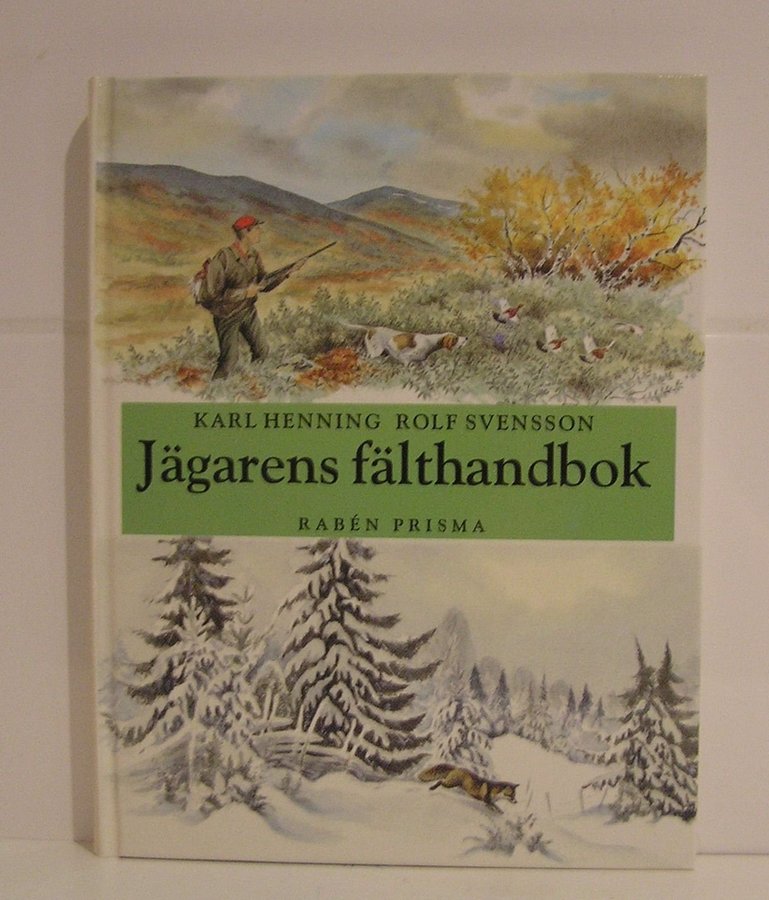 KARL HENNING ROLF SVENSSON
Jägarens fälthandbok
RABÉN PRISMA